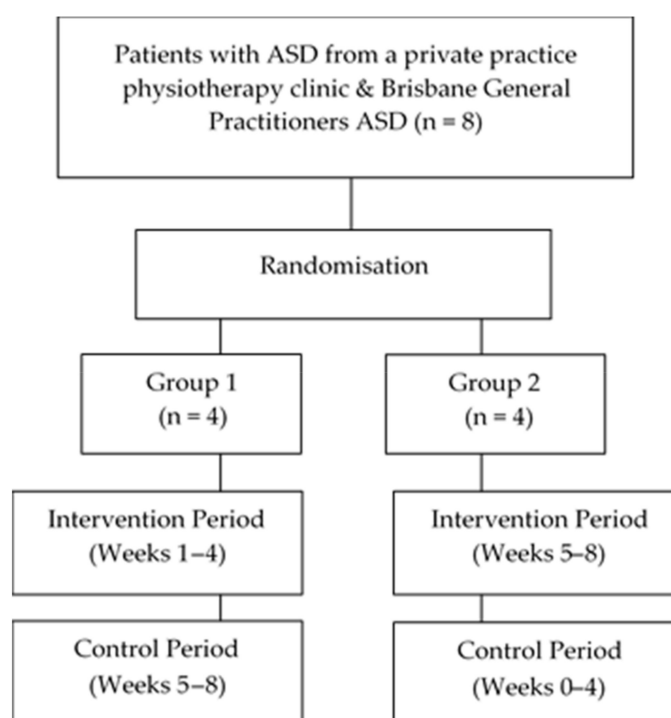 Patients with ASD from a private practice
physiotherapy clinic & Brisbane General
Practitioners ASD (n = 8)
Randomisation
Group 1
(n = 4)
Group 2
(n = 4)
Intervention Period
(Weeks 1–4)
Intervention Period
(Weeks 5–8)
Control Period
(Weeks 5–8)
Control Period
(Weeks 0–4)